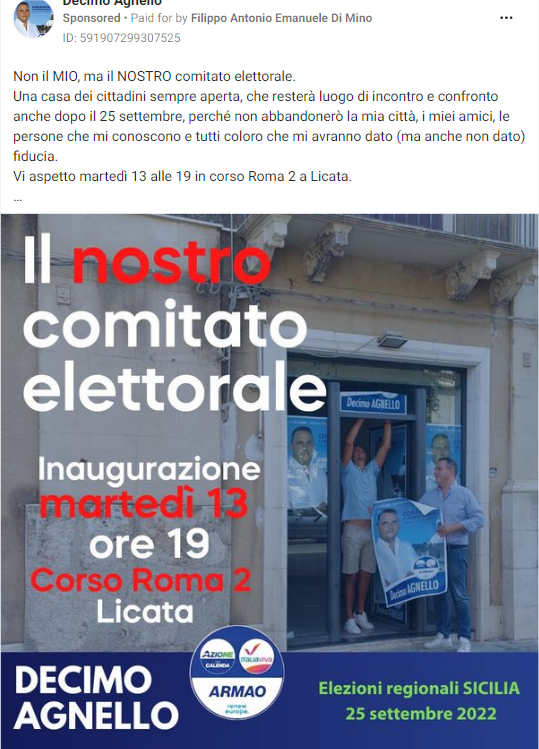 Decimo Agnello
Sponsored • Paid for by Filippo Antonio Emanuele Di Mino
ID: 591907299307525
Non il MIO, ma il NOSTRO comitato elettorale.
Una casa dei cittadini sempre aperta, che resterà luogo di incontro e confronto
anche dopo il 25 settembre, perché non abbandonerò la mia città, i miei amici, le
persone che mi conoscono e tutti coloro che mi avranno dato (ma anche non dato)
fiducia.
Vi aspetto martedì 13 alle 19 in corso Roma 2 a Licata.
...
Il nostro
comitato
elettorale
Decimo AGNELLO
Inaugurazione
martedì 13
ore 19
Corso Roma 2
Licata
ARMAO
Decimo AGNELLO
DECIMO
AGNELLO
AZIONE
CALENDA
ITALIAVIVA
ARMAO
renew
europe.
Elezioni regionali SICILIA
25 settembre 2022